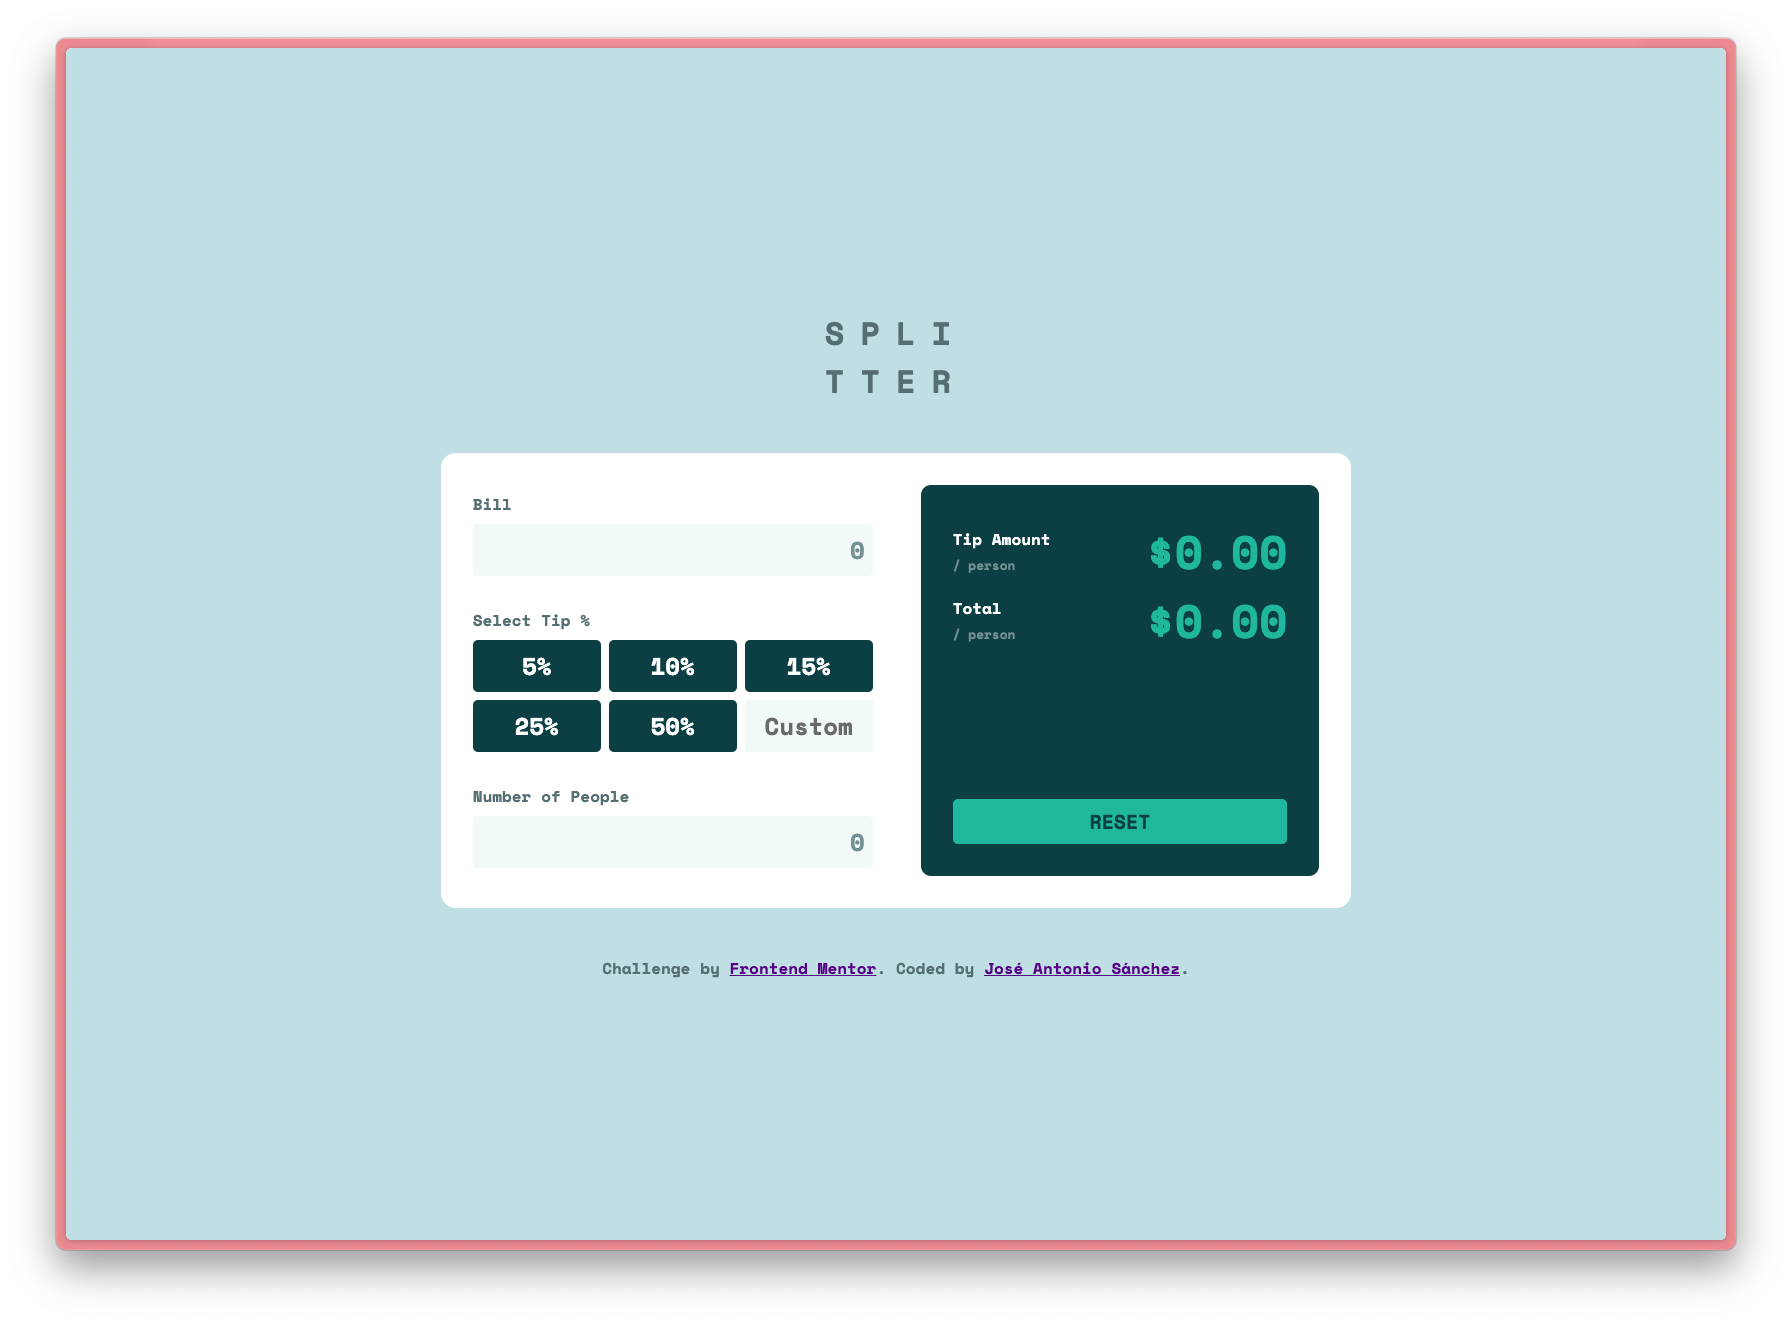 S P L I
T T E R
Bill
0
Select Tip %
5% 10% 15%
25% 50% Custom
Number of People
0
Tip Amount
/ person
$0.00
Total
/ person
$0.00
RESET
Challenge by Frontend Mentor. Coded by José Antonio Sánchez.